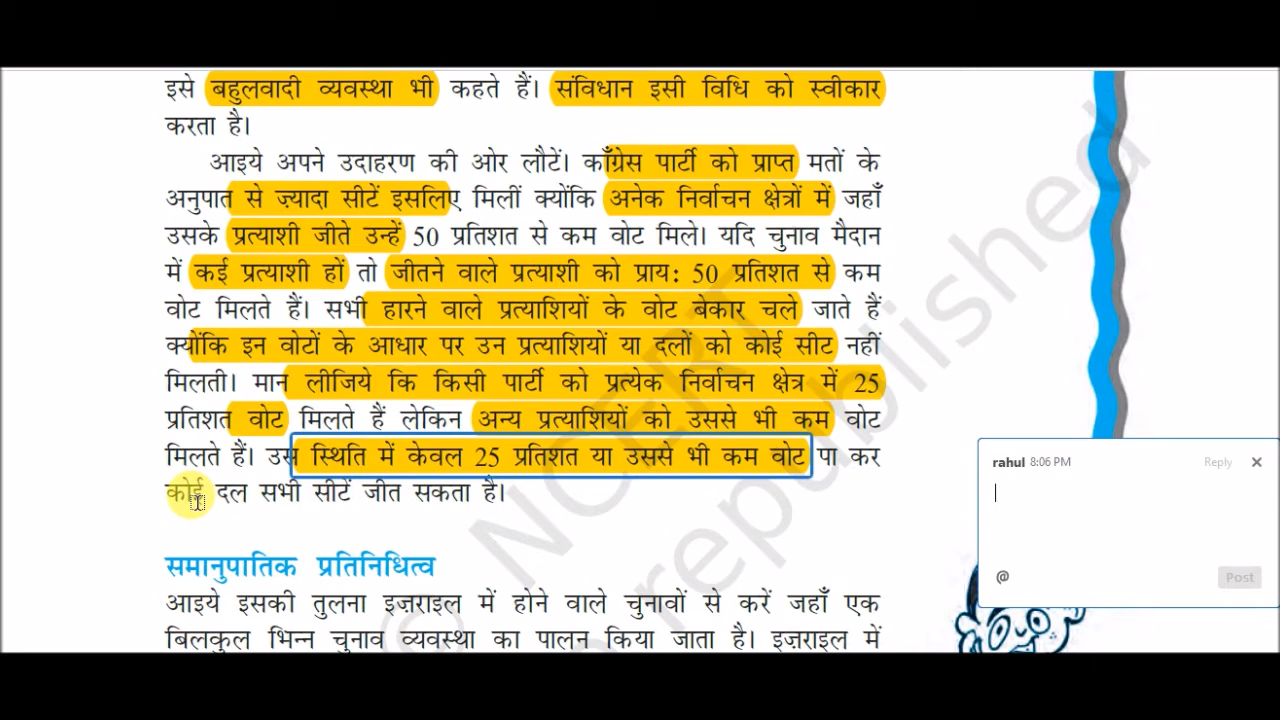 इसे बहुलवादी व्यवस्था भी कहते हैं। संविधान इसी विधि को स्वीकार
करता है।
आइये अपने उदाहरण की ओर लौटें। काँग्रेस पार्टी को प्राप्त मतों के
अनुपात से ज़्यादा सीटें इसलिए मिलीं क्योंकि अनेक निर्वाचन क्षेत्रों में जहाँ
उसके प्रत्याशी जीते उन्हें 50 प्रतिशत से कम वोट मिले। यदि चुनाव मैदान
में कई प्रत्याशी हों तो जीतने वाले प्रत्याशी को प्राय: 50 प्रतिशत से कम
वोट मिलते हैं। सभी हारने वाले प्रत्याशियों के वोट बेकार चले जाते हैं
क्योंकि इन वोटों के आधार पर उन प्रत्याशियों या दलों को कोई सीट नहीं
मिलती। मान लीजिये कि किसी पार्टी को प्रत्येक निर्वाचन क्षेत्र में 25
प्रतिशत वोट मिलते हैं लेकिन अन्य प्रत्याशियों को उससे भी कम वोट
मिलते हैं। उस स्थिति में केवल 25 प्रतिशत या उससे भी कम वोट पा कर
कोई दल सभी सीटें जीत सकता है।
समानुपातिक प्रतिनिधित्व
आइये इसकी तुलना इज़राइल में होने वाले चुनावों से करें जहाँ एक
बिलकुल भिन्न चुनाव व्यवस्था का पालन किया जाता है। इज़राइल में
© NCERT
republished
rahul 8:06 PM Reply
@ Post